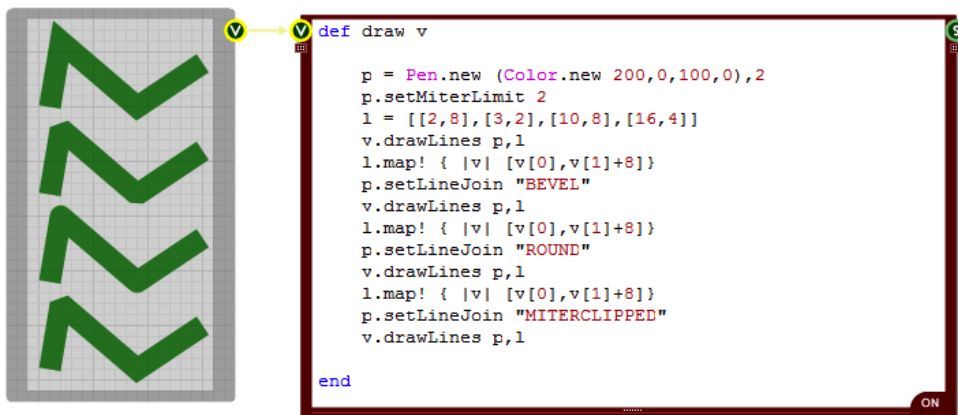 V
V
S
def draw v
p = Pen.new (Color.new 200,0,100,0),2
p.setMiterLimit 2
l = [[2,8],[3,2],[10,8],[16,4]]
v.drawLines p,l
l.map! { |v| [v[0],v[1]+8]}
p.setLineJoin "BEVEL"
v.drawLines p,l
l.map! { |v| [v[0],v[1]+8]}
p.setLineJoin "ROUND"
v.drawLines p,l
l.map! { |v| [v[0],v[1]+8]}
p.setLineJoin "MITERCLIPPED"
v.drawLines p,l
end
ON